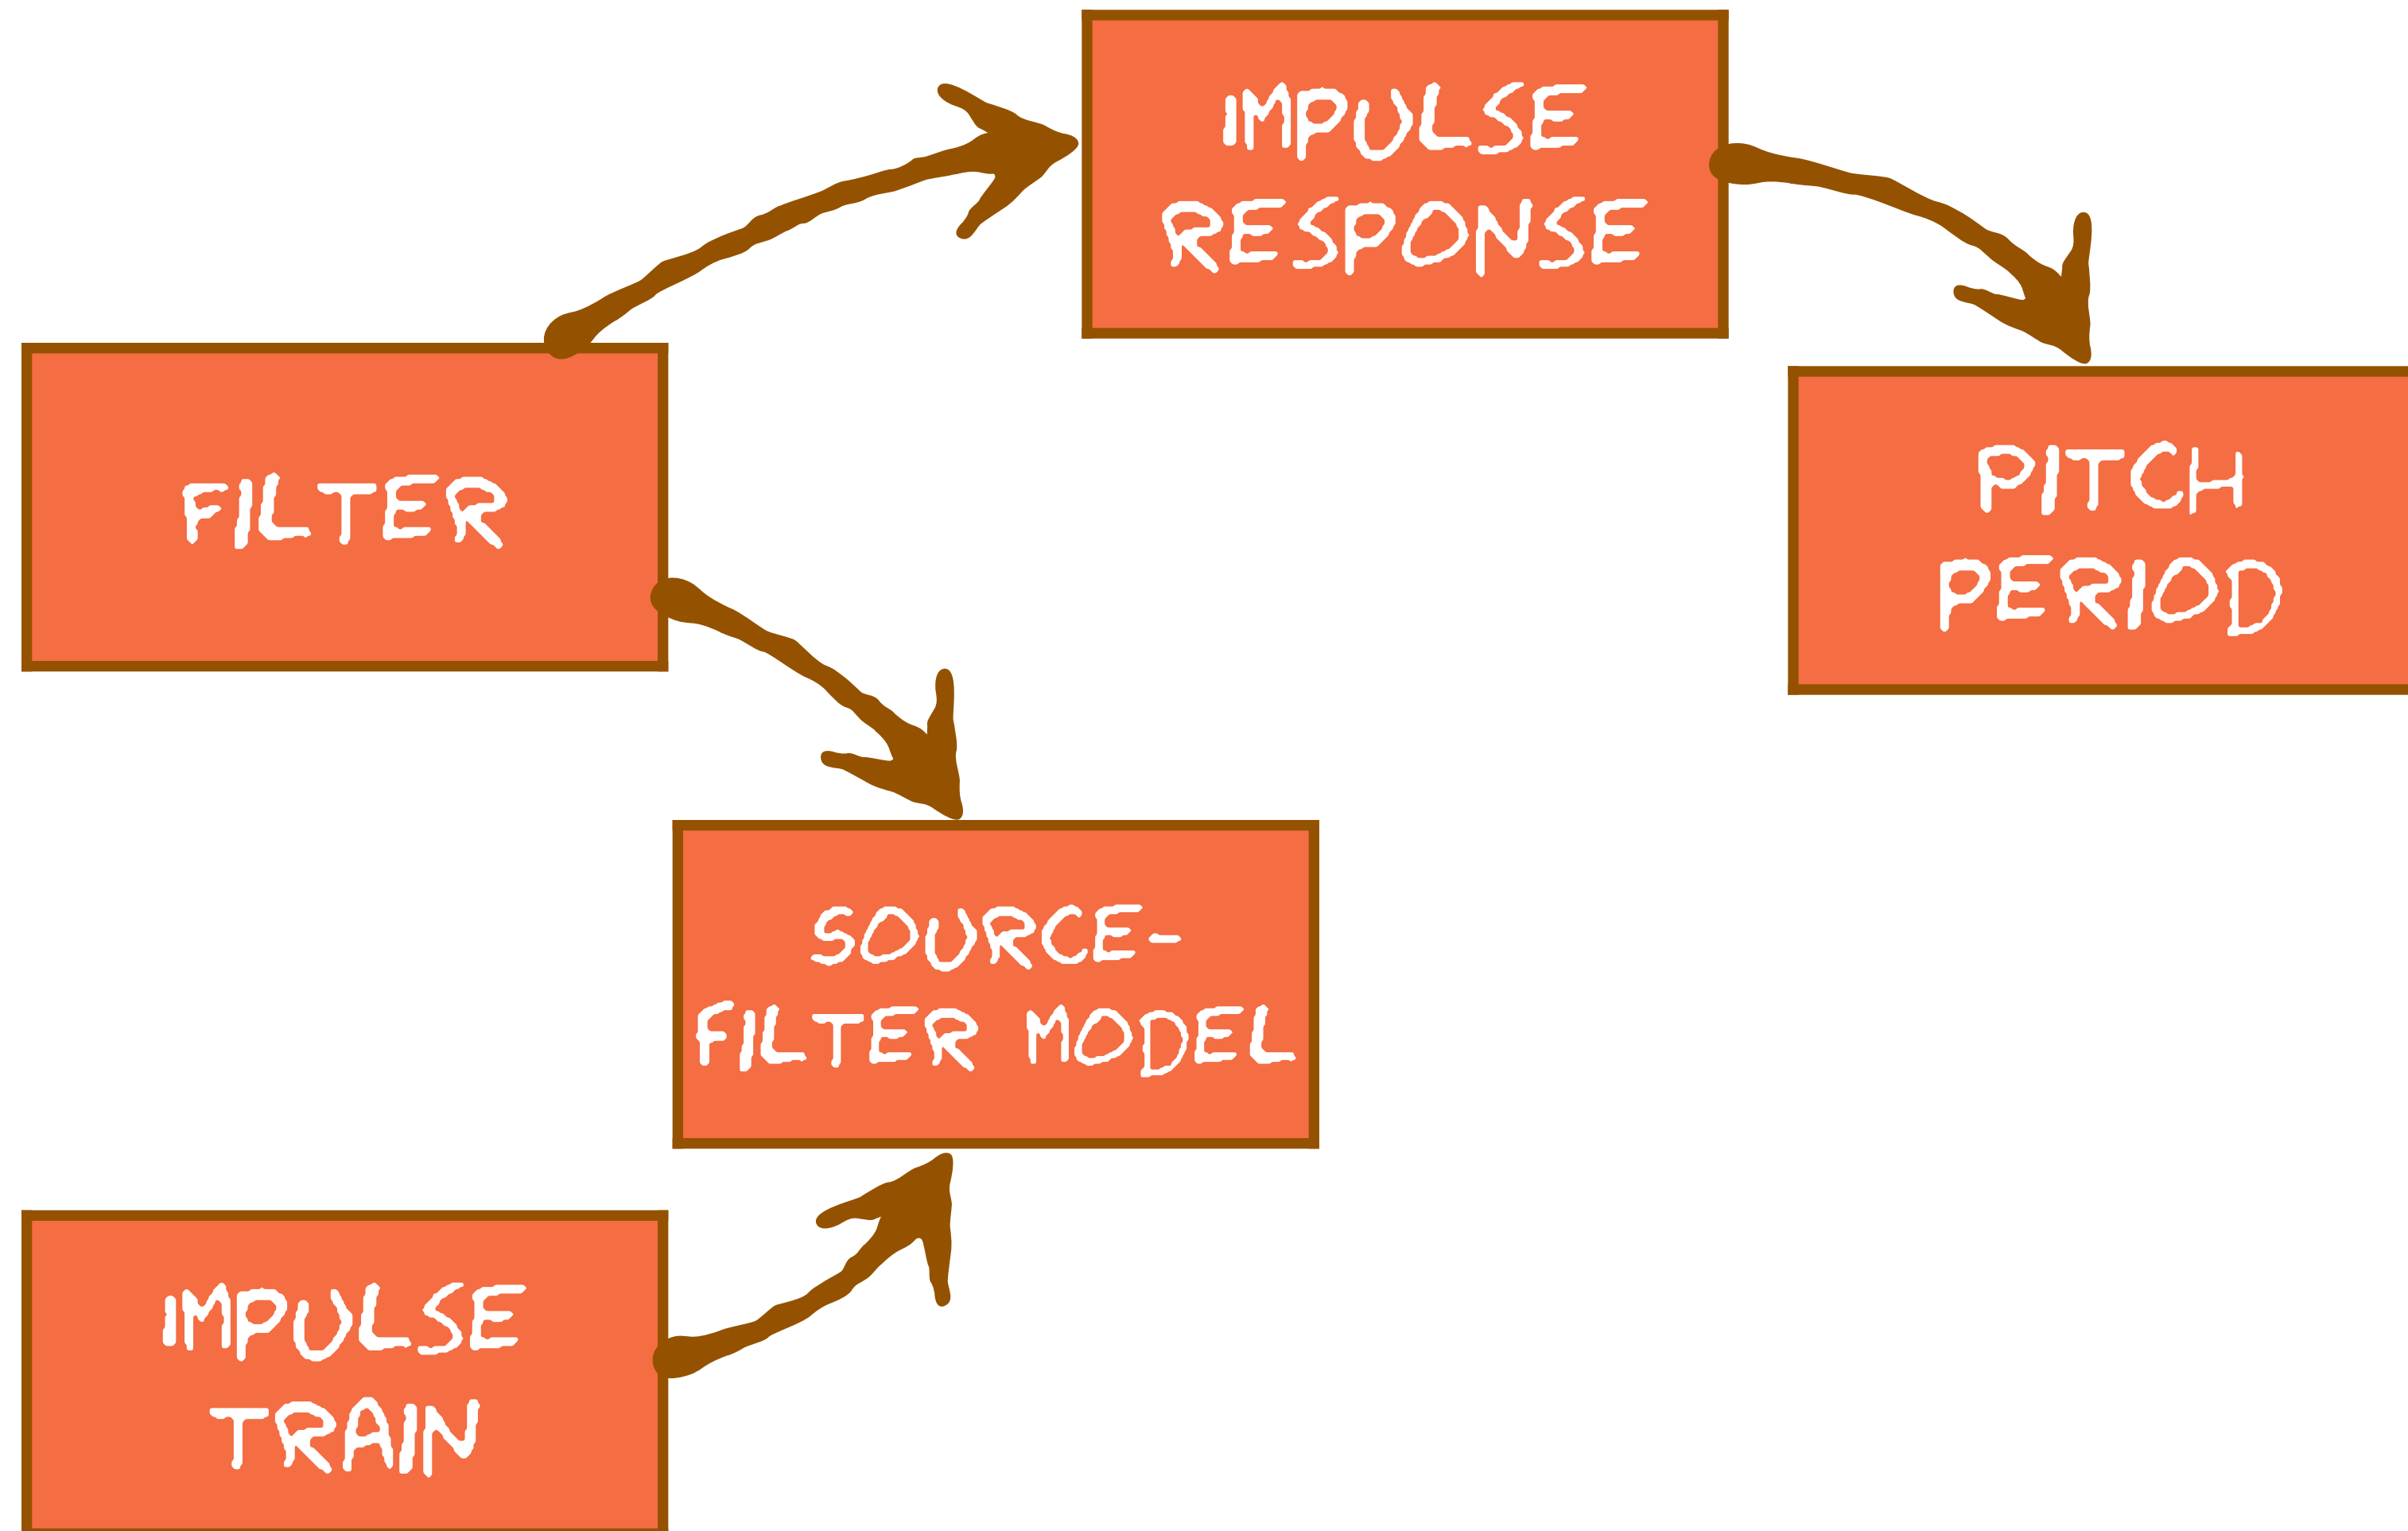 IMPULSE
RESPONSE
FILTER
PITCH
PERIOD
SOURCE-
FILTER MODEL
IMPULSE
TRAIN